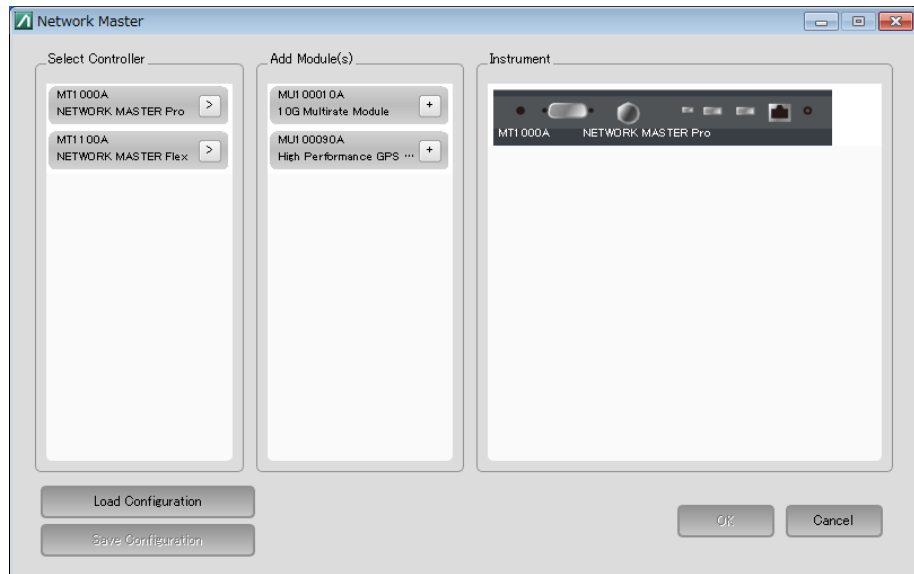 Network Master
Select Controller
MT1000A
NETWORK MASTER Pro
>
MT1100A
NETWORK MASTER Flex
>
Add Module(s)
MU100010A
10G Multirate Module
+
MU100090A
High Performance GPS ...
+
Instrument
MT1000A NETWORK MASTER Pro
Load Configuration
Save Configuration
OK
Cancel